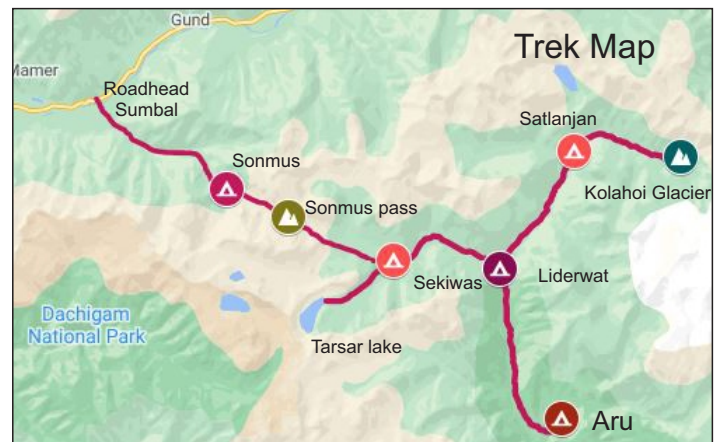 Gund
Trek Map
Mamer
Roadhead
Sumbal
Satlanjan
Sonmus
Kolahoi Glacier
Sonmus pass
Sekiwas
Liderwat
Dachigam
National Park
Tarsar lake
Aru